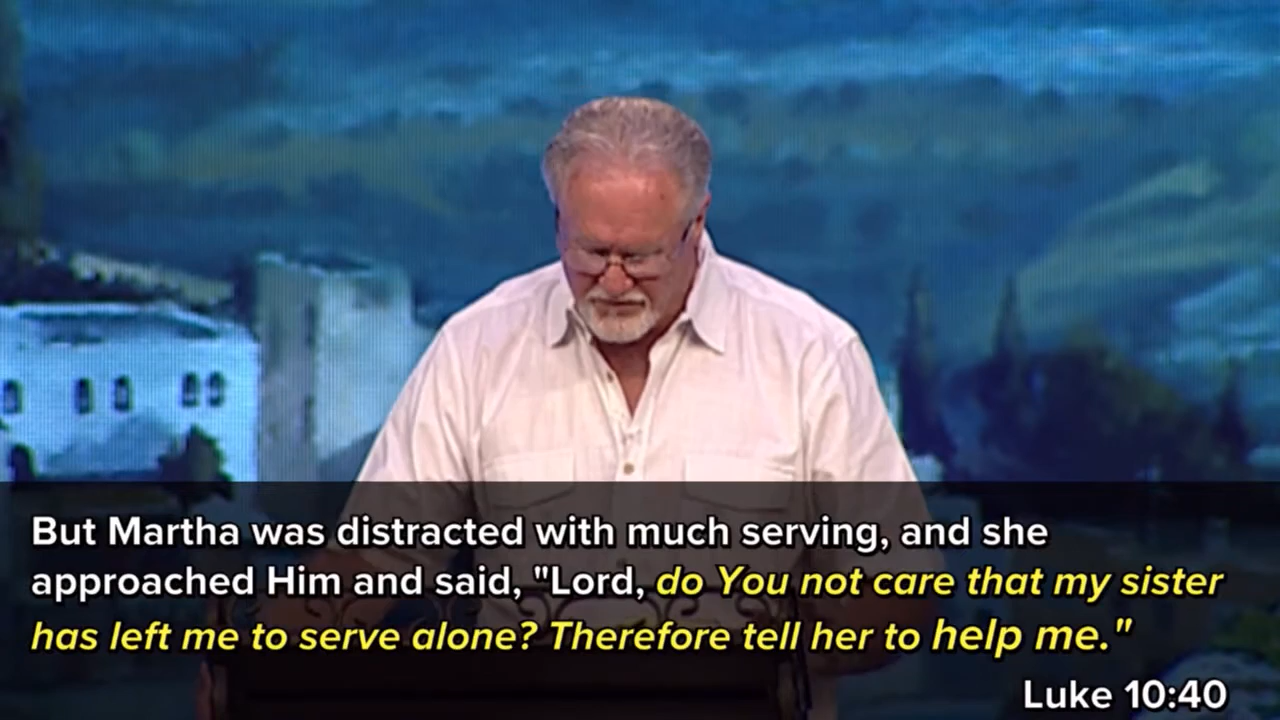 But Martha was distracted with much serving, and she
approached Him and said, "Lord, do You not care that my sister
has left me to serve alone? Therefore tell her to help me."
Luke 10:40